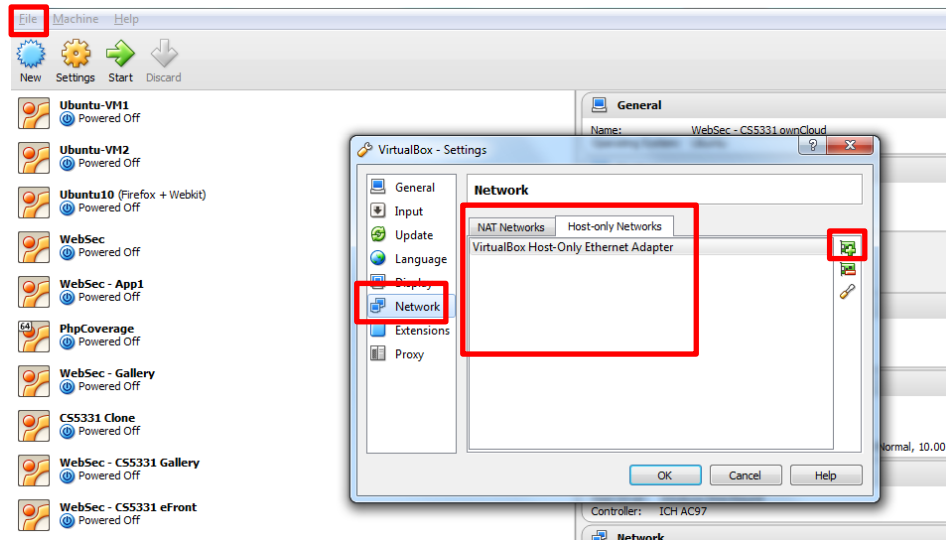 File Machine Help
New Settings Start Discard
Ubuntu-VM1
Powered Off
Ubuntu-VM2
Powered Off
Ubuntu10 (Firefox + Webkit)
Powered Off
WebSec
Powered Off
WebSec - App1
Powered Off
64
PhpCoverage
Powered Off
WebSec - Gallery
Powered Off
CS5331 Clone
Powered Off
WebSec - CS5331 Gallery
Powered Off
WebSec - CS5331 eFront
Powered Off
General
Name: WebSec - CS5331 ownCloud
VirtualBox - Settings
General
Input
Update
Language
Display
Network
Extensions
Proxy
Network
NAT Networks Host-only Networks
VirtualBox Host-Only Ethernet Adapter
OK Cancel Help
Normal, 10.00
Controller: ICH AC97
Network